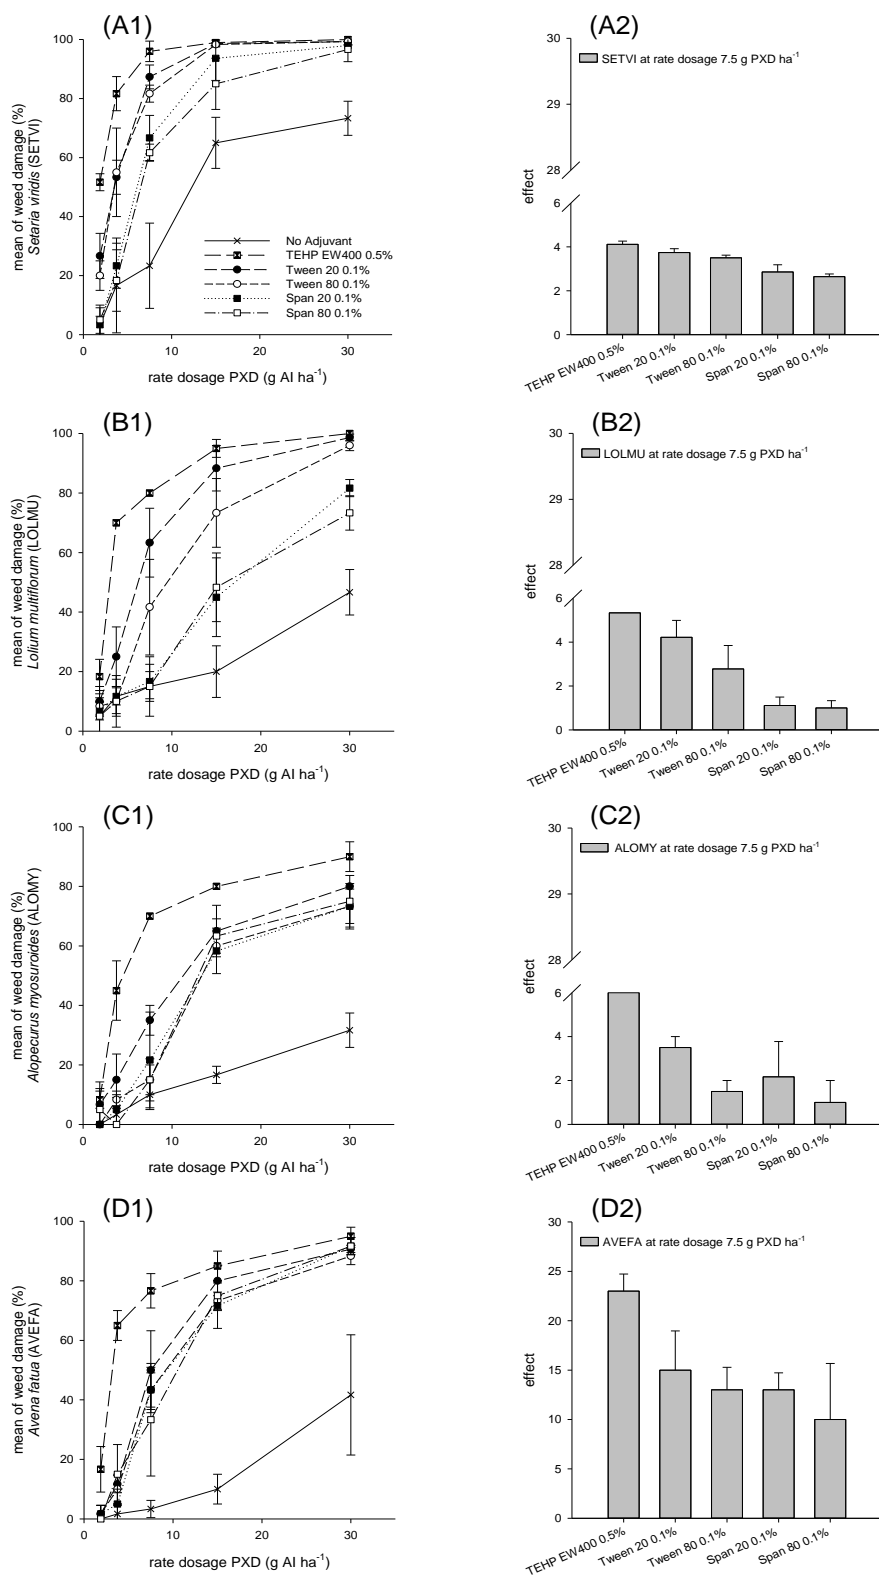 (A1)
mean of weed damage (%)
Setaria viridis (SETVI)
100
80
60
40
20
0
No Adjuvant
TEHP EW400 0.5%
Tween 20 0.1%
Tween 80 0.1%
Span 20 0.1%
Span 80 0.1%
0 10 20 30
rate dosage PXD (g AI ha⁻¹)
(A2)
effect
30
29
28
6
4
2
0
SETVI at rate dosage 7.5 g PXD ha⁻¹
TEHP EW400 0.5%
Tween 20 0.1%
Tween 80 0.1%
Span 20 0.1%
Span 80 0.1%
(B1)
mean of weed damage (%)
Lolium multiflorum (LOLMU)
100
80
60
40
20
0
0 10 20 30
rate dosage PXD (g AI ha⁻¹)
(B2)
effect
30
29
28
6
4
2
0
LOLMU at rate dosage 7.5 g PXD ha⁻¹
TEHP EW400 0.5%
Tween 20 0.1%
Tween 80 0.1%
Span 20 0.1%
Span 80 0.1%
(C1)
mean of weed damage (%)
Alopecurus myosuroides (ALOMY)
100
80
60
40
20
0
0 10 20 30
rate dosage PXD (g AI ha⁻¹)
(C2)
effect
30
29
28
6
4
2
0
ALOMY at rate dosage 7.5 g PXD ha⁻¹
TEHP EW400 0.5%
Tween 20 0.1%
Tween 80 0.1%
Span 20 0.1%
Span 80 0.1%
(D1)
mean of weed damage (%)
Avena fatua (AVEFA)
100
80
60
40
20
0
0 10 20 30
rate dosage PXD (g AI ha⁻¹)
(D2)
effect
30
25
20
15
10
5
0
AVEFA at rate dosage 7.5 g PXD ha⁻¹
TEHP EW400 0.5%
Tween 20 0.1%
Tween 80 0.1%
Span 20 0.1%
Span 80 0.1%